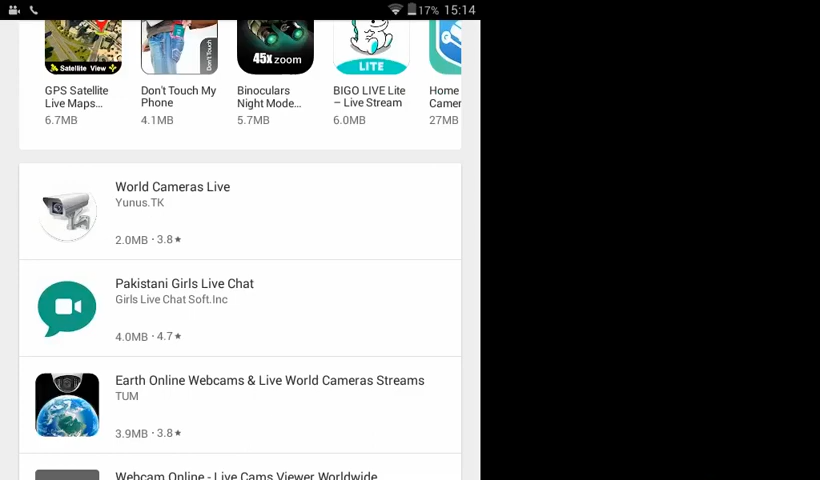 17% 15:14
Satellite View
Don't Touch
45x zoom
LITE
GPS Satellite Live Maps...
6.7MB
Don't Touch My Phone
4.1MB
Binoculars Night Mode...
5.7MB
BIGO LIVE Lite – Live Stream
6.0MB
Home Camer
27MB
World Cameras Live
Yunus.TK
2.0MB · 3.8★
Pakistani Girls Live Chat
Girls Live Chat Soft.Inc
4.0MB · 4.7★
Earth Online Webcams & Live World Cameras Streams
TUM
3.9MB · 3.8★
Webcam Online - Live Cams Viewer Worldwide